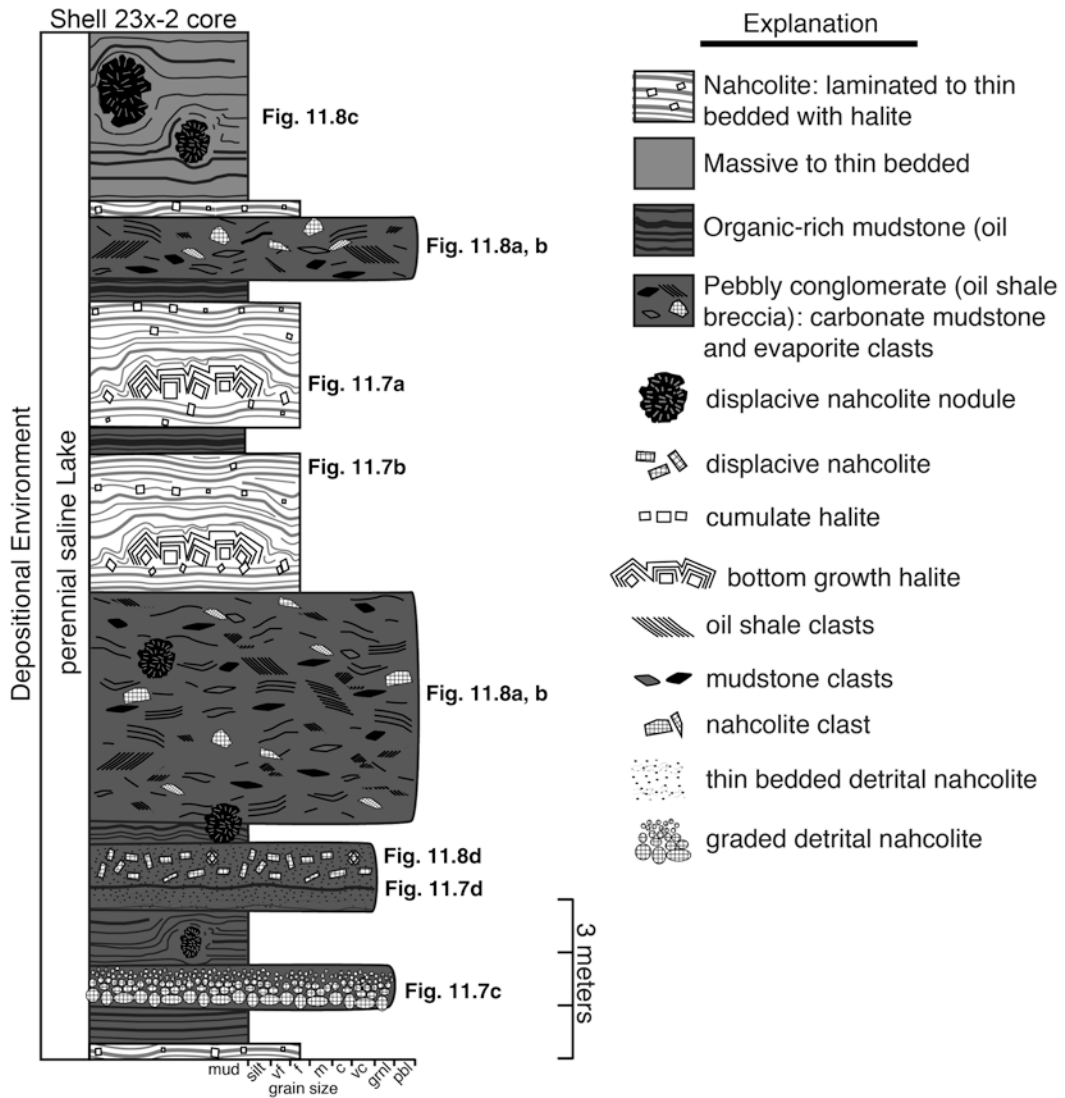 Shell 23x-2 core
Depositional Environment
perennial saline Lake
Fig. 11.8c
Fig. 11.8a, b
Fig. 11.7a
Fig. 11.7b
Fig. 11.8a, b
Fig. 11.8d
Fig. 11.7d
Fig. 11.7c
3 meters
mud silt vf f m c vc grnl pbl
grain size
Explanation
Nahcolite: laminated to thin
bedded with halite
Massive to thin bedded
Organic-rich mudstone (oil
Pebbly conglomerate (oil shale
breccia): carbonate mudstone
and evaporite clasts
displacive nahcolite nodule
displacive nahcolite
cumulate halite
bottom growth halite
oil shale clasts
mudstone clasts
nahcolite clast
thin bedded detrital nahcolite
graded detrital nahcolite